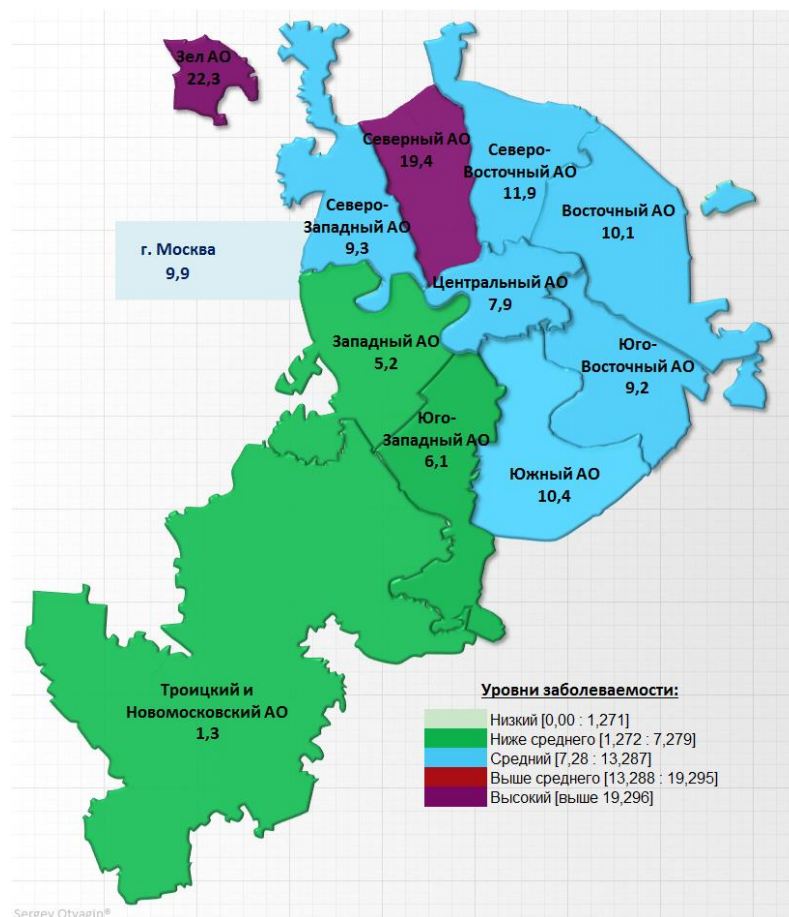 Зел АО
22,3
Северный АО
19,4
Северо-
Восточный АО
11,9
Восточный АО
10,1
Северо-
Западный АО
9,3
г. Москва
9,9
Центральный АО
7,9
Западный АО
5,2
Юго-
Восточный АО
9,2
Юго-
Западный АО
6,1
Южный АО
10,4
Троицкий и
Новомосковский АО
1,3
Уровни заболеваемости:
Низкий [0,00 : 1,271]
Ниже среднего [1,272 : 7,279]
Средний [7,28 : 13,287]
Выше среднего [13,288 : 19,295]
Высокий [выше 19,296]
Sergey Otvagin®